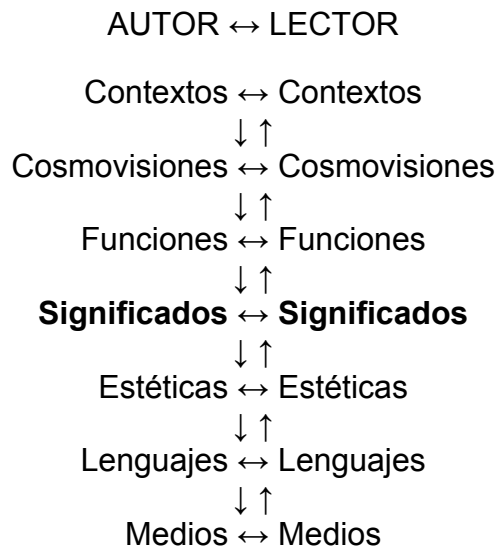 AUTOR ↔ LECTOR
Contextos ↔ Contextos
↓ ↑
Cosmovisiones ↔ Cosmovisiones
↓ ↑
Funciones ↔ Funciones
↓ ↑
Significados ↔ Significados
↓ ↑
Estéticas ↔ Estéticas
↓ ↑
Lenguajes ↔ Lenguajes
↓ ↑
Medios ↔ Medios